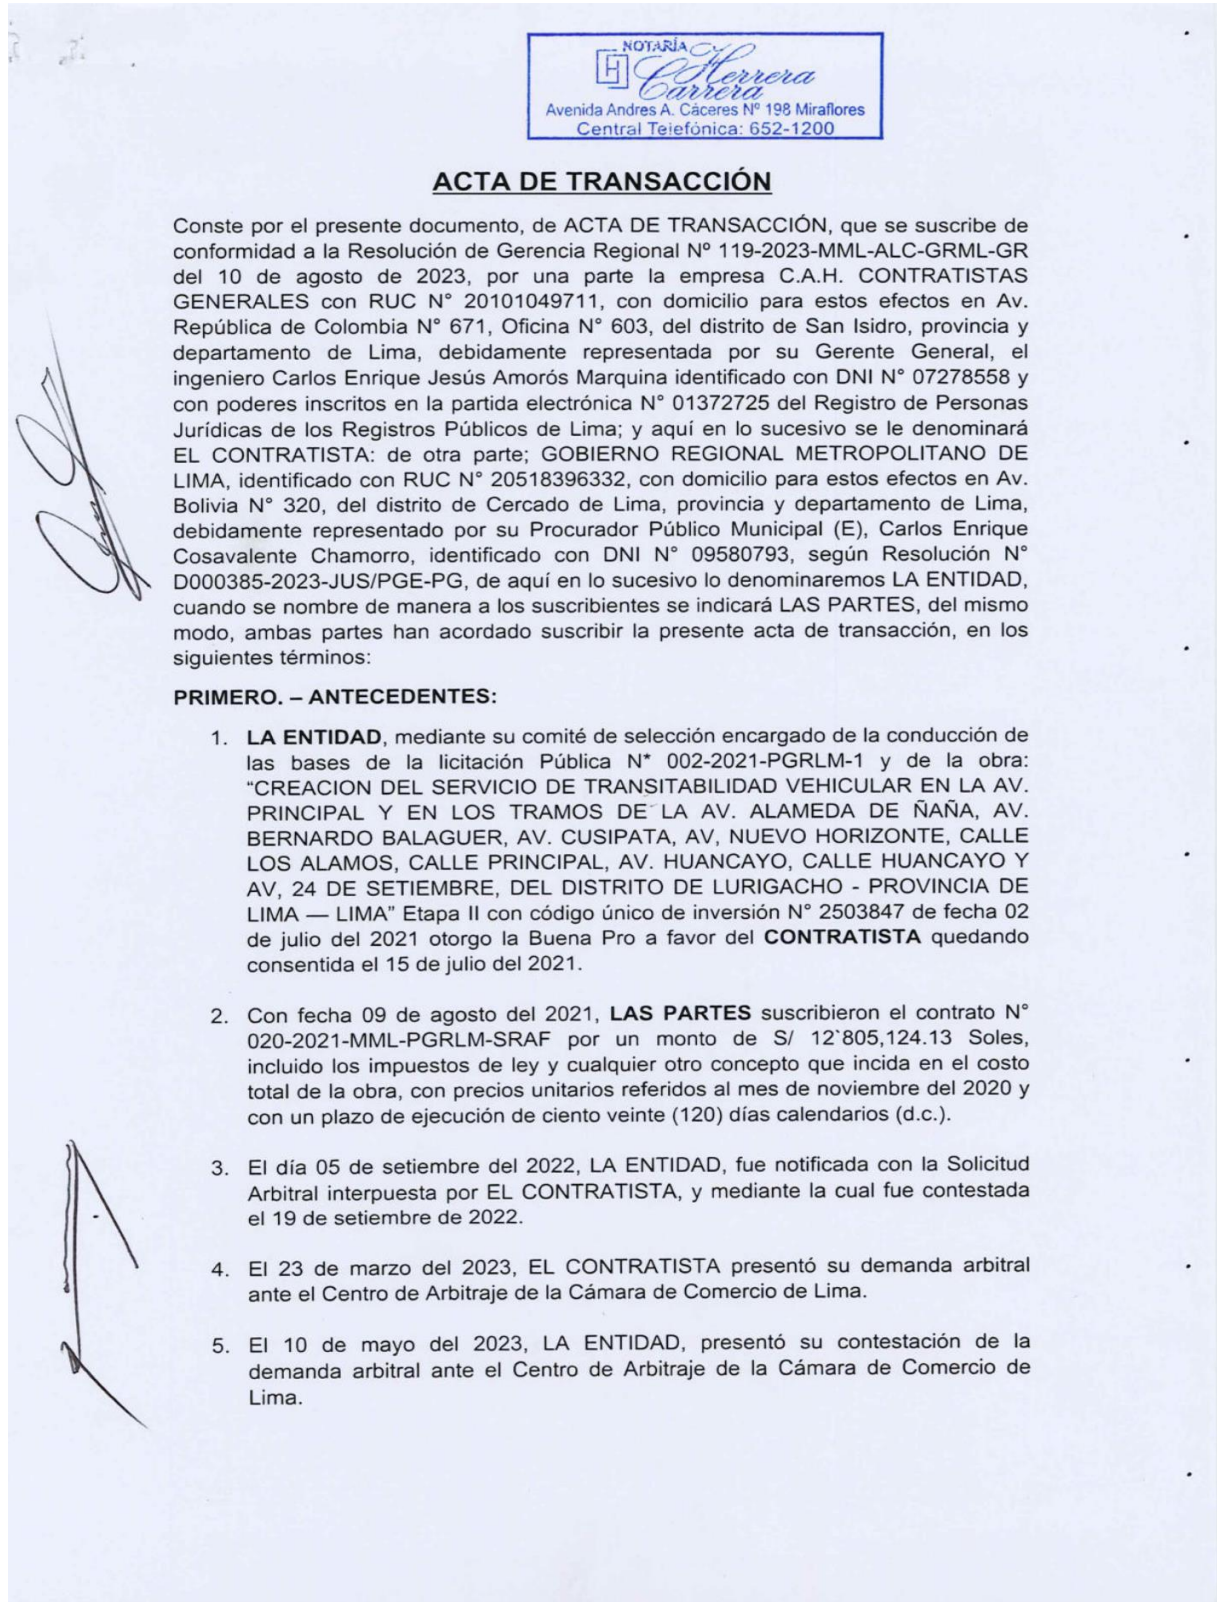 NOTARÍA
Herrera
Carrera
Avenida Andres A. Cáceres Nº 198 Miraflores
Central Telefónica: 652-1200
ACTA DE TRANSACCIÓN
Conste por el presente documento, de ACTA DE TRANSACCIÓN, que se suscribe de
conformidad a la Resolución de Gerencia Regional Nº 119-2023-MML-ALC-GRML-GR
del 10 de agosto de 2023, por una parte la empresa C.A.H. CONTRATISTAS
GENERALES con RUC N° 20101049711, con domicilio para estos efectos en Av.
República de Colombia N° 671, Oficina N° 603, del distrito de San Isidro, provincia y
departamento de Lima, debidamente representada por su Gerente General, el
ingeniero Carlos Enrique Jesús Amorós Marquina identificado con DNI N° 07278558 y
con poderes inscritos en la partida electrónica N° 01372725 del Registro de Personas
Jurídicas de los Registros Públicos de Lima; y aquí en lo sucesivo se le denominará
EL CONTRATISTA: de otra parte; GOBIERNO REGIONAL METROPOLITANO DE
LIMA, identificado con RUC N° 20518396332, con domicilio para estos efectos en Av.
Bolivia N° 320, del distrito de Cercado de Lima, provincia y departamento de Lima,
debidamente representado por su Procurador Público Municipal (E), Carlos Enrique
Cosavalente Chamorro, identificado con DNI N° 09580793, según Resolución N°
D000385-2023-JUS/PGE-PG, de aquí en lo sucesivo lo denominaremos LA ENTIDAD,
cuando se nombre de manera a los suscribientes se indicará LAS PARTES, del mismo
modo, ambas partes han acordado suscribir la presente acta de transacción, en los
siguientes términos:
PRIMERO. – ANTECEDENTES:
1. LA ENTIDAD, mediante su comité de selección encargado de la conducción de
las bases de la licitación Pública N* 002-2021-PGRLM-1 y de la obra:
“CREACION DEL SERVICIO DE TRANSITABILIDAD VEHICULAR EN LA AV.
PRINCIPAL Y EN LOS TRAMOS DE LA AV. ALAMEDA DE ÑAÑA, AV.
BERNARDO BALAGUER, AV. CUSIPATA, AV, NUEVO HORIZONTE, CALLE
LOS ALAMOS, CALLE PRINCIPAL, AV. HUANCAYO, CALLE HUANCAYO Y
AV, 24 DE SETIEMBRE, DEL DISTRITO DE LURIGACHO - PROVINCIA DE
LIMA — LIMA” Etapa II con código único de inversión N° 2503847 de fecha 02
de julio del 2021 otorgo la Buena Pro a favor del CONTRATISTA quedando
consentida el 15 de julio del 2021.
2. Con fecha 09 de agosto del 2021, LAS PARTES suscribieron el contrato N°
020-2021-MML-PGRLM-SRAF por un monto de S/ 12`805,124.13 Soles,
incluido los impuestos de ley y cualquier otro concepto que incida en el costo
total de la obra, con precios unitarios referidos al mes de noviembre del 2020 y
con un plazo de ejecución de ciento veinte (120) días calendarios (d.c.).
3. El día 05 de setiembre del 2022, LA ENTIDAD, fue notificada con la Solicitud
Arbitral interpuesta por EL CONTRATISTA, y mediante la cual fue contestada
el 19 de setiembre de 2022.
4. El 23 de marzo del 2023, EL CONTRATISTA presentó su demanda arbitral
ante el Centro de Arbitraje de la Cámara de Comercio de Lima.
5. El 10 de mayo del 2023, LA ENTIDAD, presentó su contestación de la
demanda arbitral ante el Centro de Arbitraje de la Cámara de Comercio de
Lima.